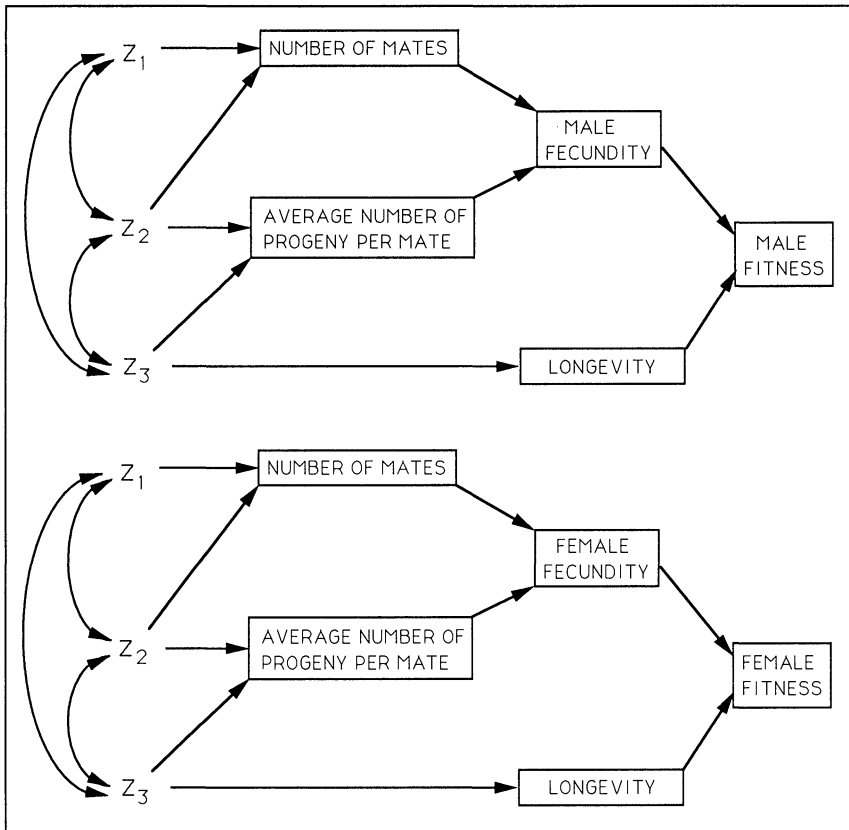 Z1
NUMBER OF MATES
MALE
FECUNDITY
Z2
AVERAGE NUMBER OF
PROGENY PER MATE
MALE
FITNESS
Z3
LONGEVITY
Z1
NUMBER OF MATES
FEMALE
FECUNDITY
Z2
AVERAGE NUMBER OF
PROGENY PER MATE
FEMALE
FITNESS
Z3
LONGEVITY